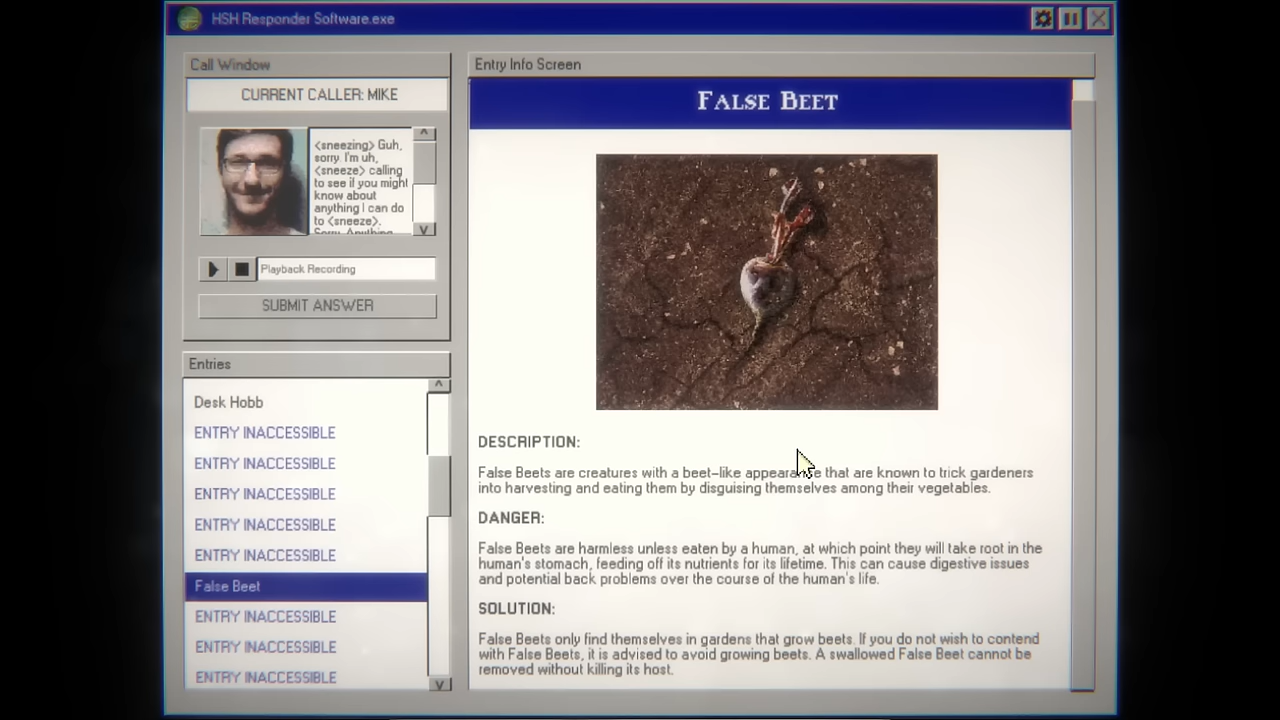 HSH Responder Software.exe
Call Window
CURRENT CALLER: MIKE
<sneezing> Guh,
sorry. I'm uh,
<sneeze> calling
to see if you might
know about
anything I can do
to <sneeze>.
Sorry. Anything
Playback Recording
SUBMIT ANSWER
Entries
Desk Hobb
ENTRY INACCESSIBLE
ENTRY INACCESSIBLE
ENTRY INACCESSIBLE
ENTRY INACCESSIBLE
ENTRY INACCESSIBLE
False Beet
ENTRY INACCESSIBLE
ENTRY INACCESSIBLE
ENTRY INACCESSIBLE
Entry Info Screen
FALSE BEET
DESCRIPTION:
False Beets are creatures with a beet-like appearance that are known to trick gardeners
into harvesting and eating them by disguising themselves among their vegetables.
DANGER:
False Beets are harmless unless eaten by a human, at which point they will take root in the
human's stomach, feeding off its nutrients for its lifetime. This can cause digestive issues
and potential back problems over the course of the human's life.
SOLUTION:
False Beets only find themselves in gardens that grow beets. If you do not wish to contend
with False Beets, it is advised to avoid growing beets. A swallowed False Beet cannot be
removed without killing its host.